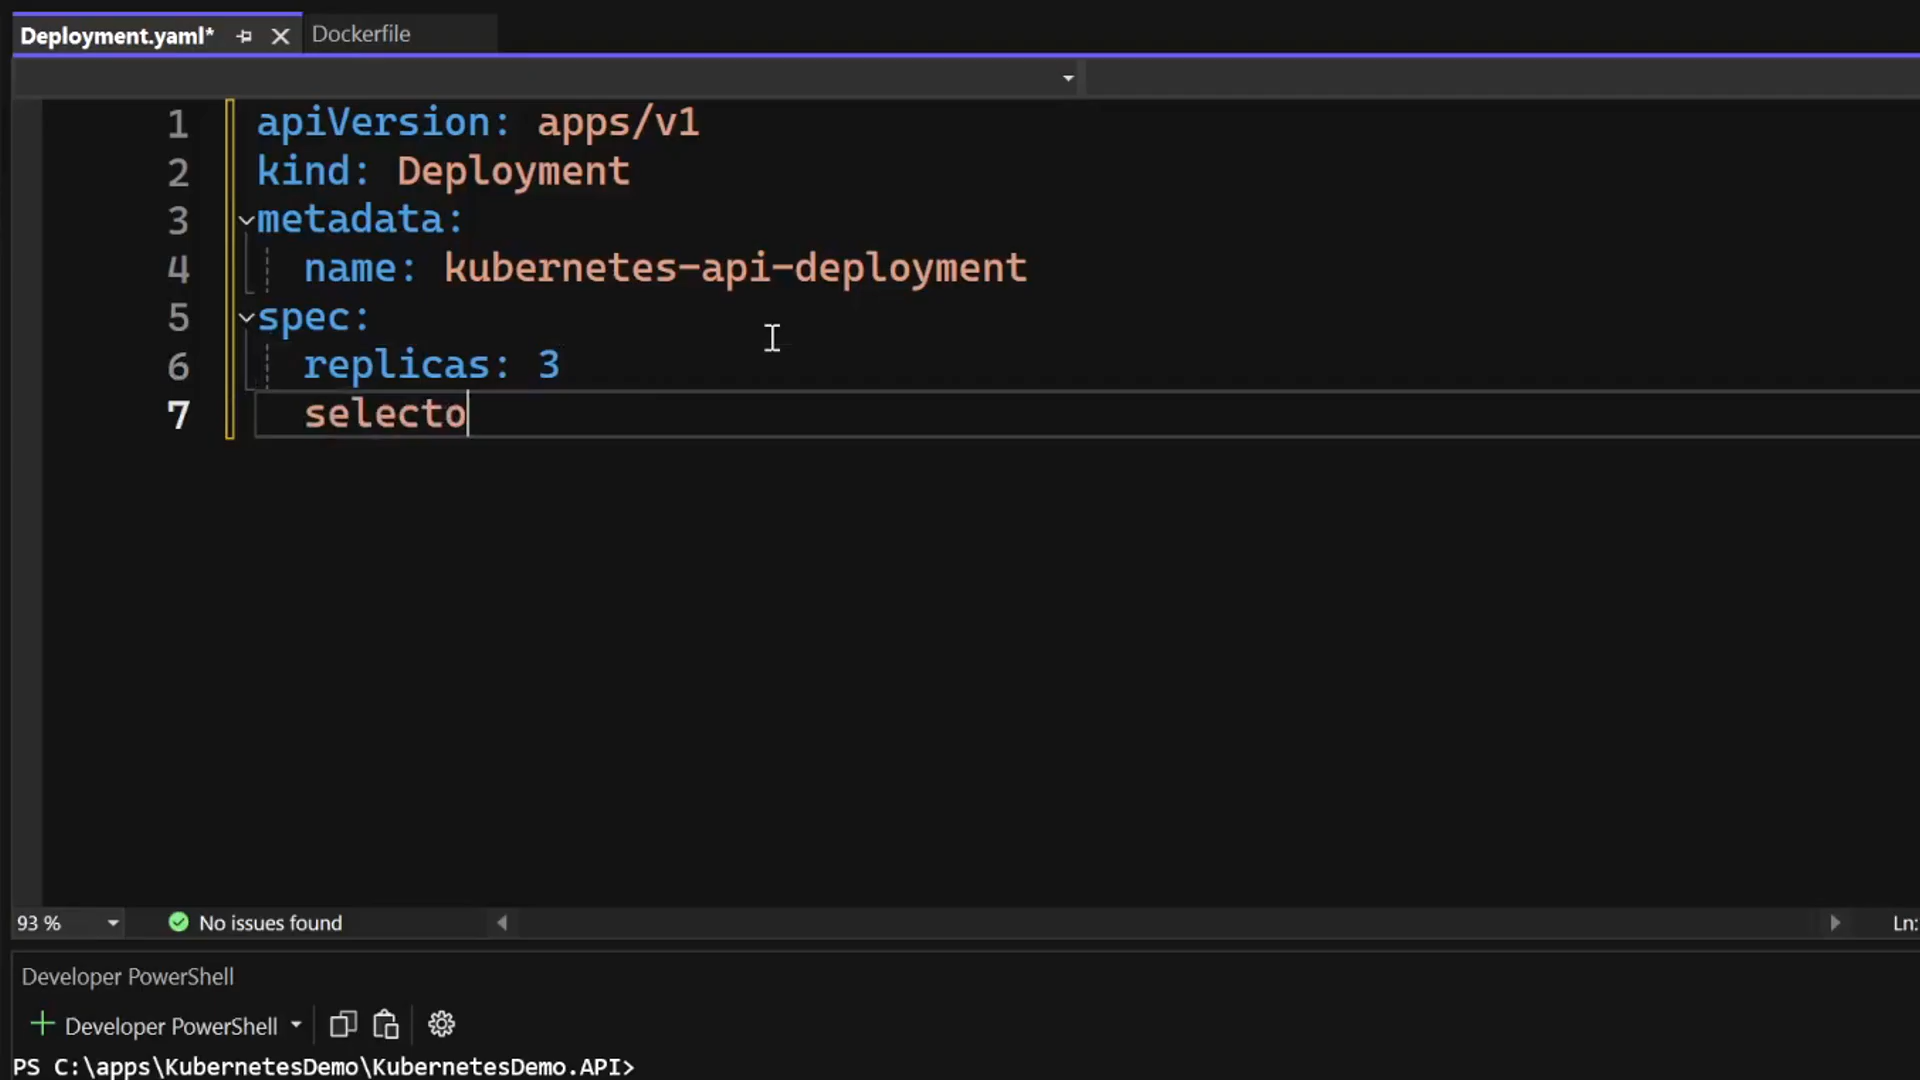 Deployment.yaml* Dockerfile
1 apiVersion: apps/v1
2 kind: Deployment
3 metadata:
4 name: kubernetes-api-deployment
5 spec:
6 replicas: 3
7 selecto
93 % No issues found Ln:
Developer PowerShell
Developer PowerShell
PS C:\apps\KubernetesDemo\KubernetesDemo.API>